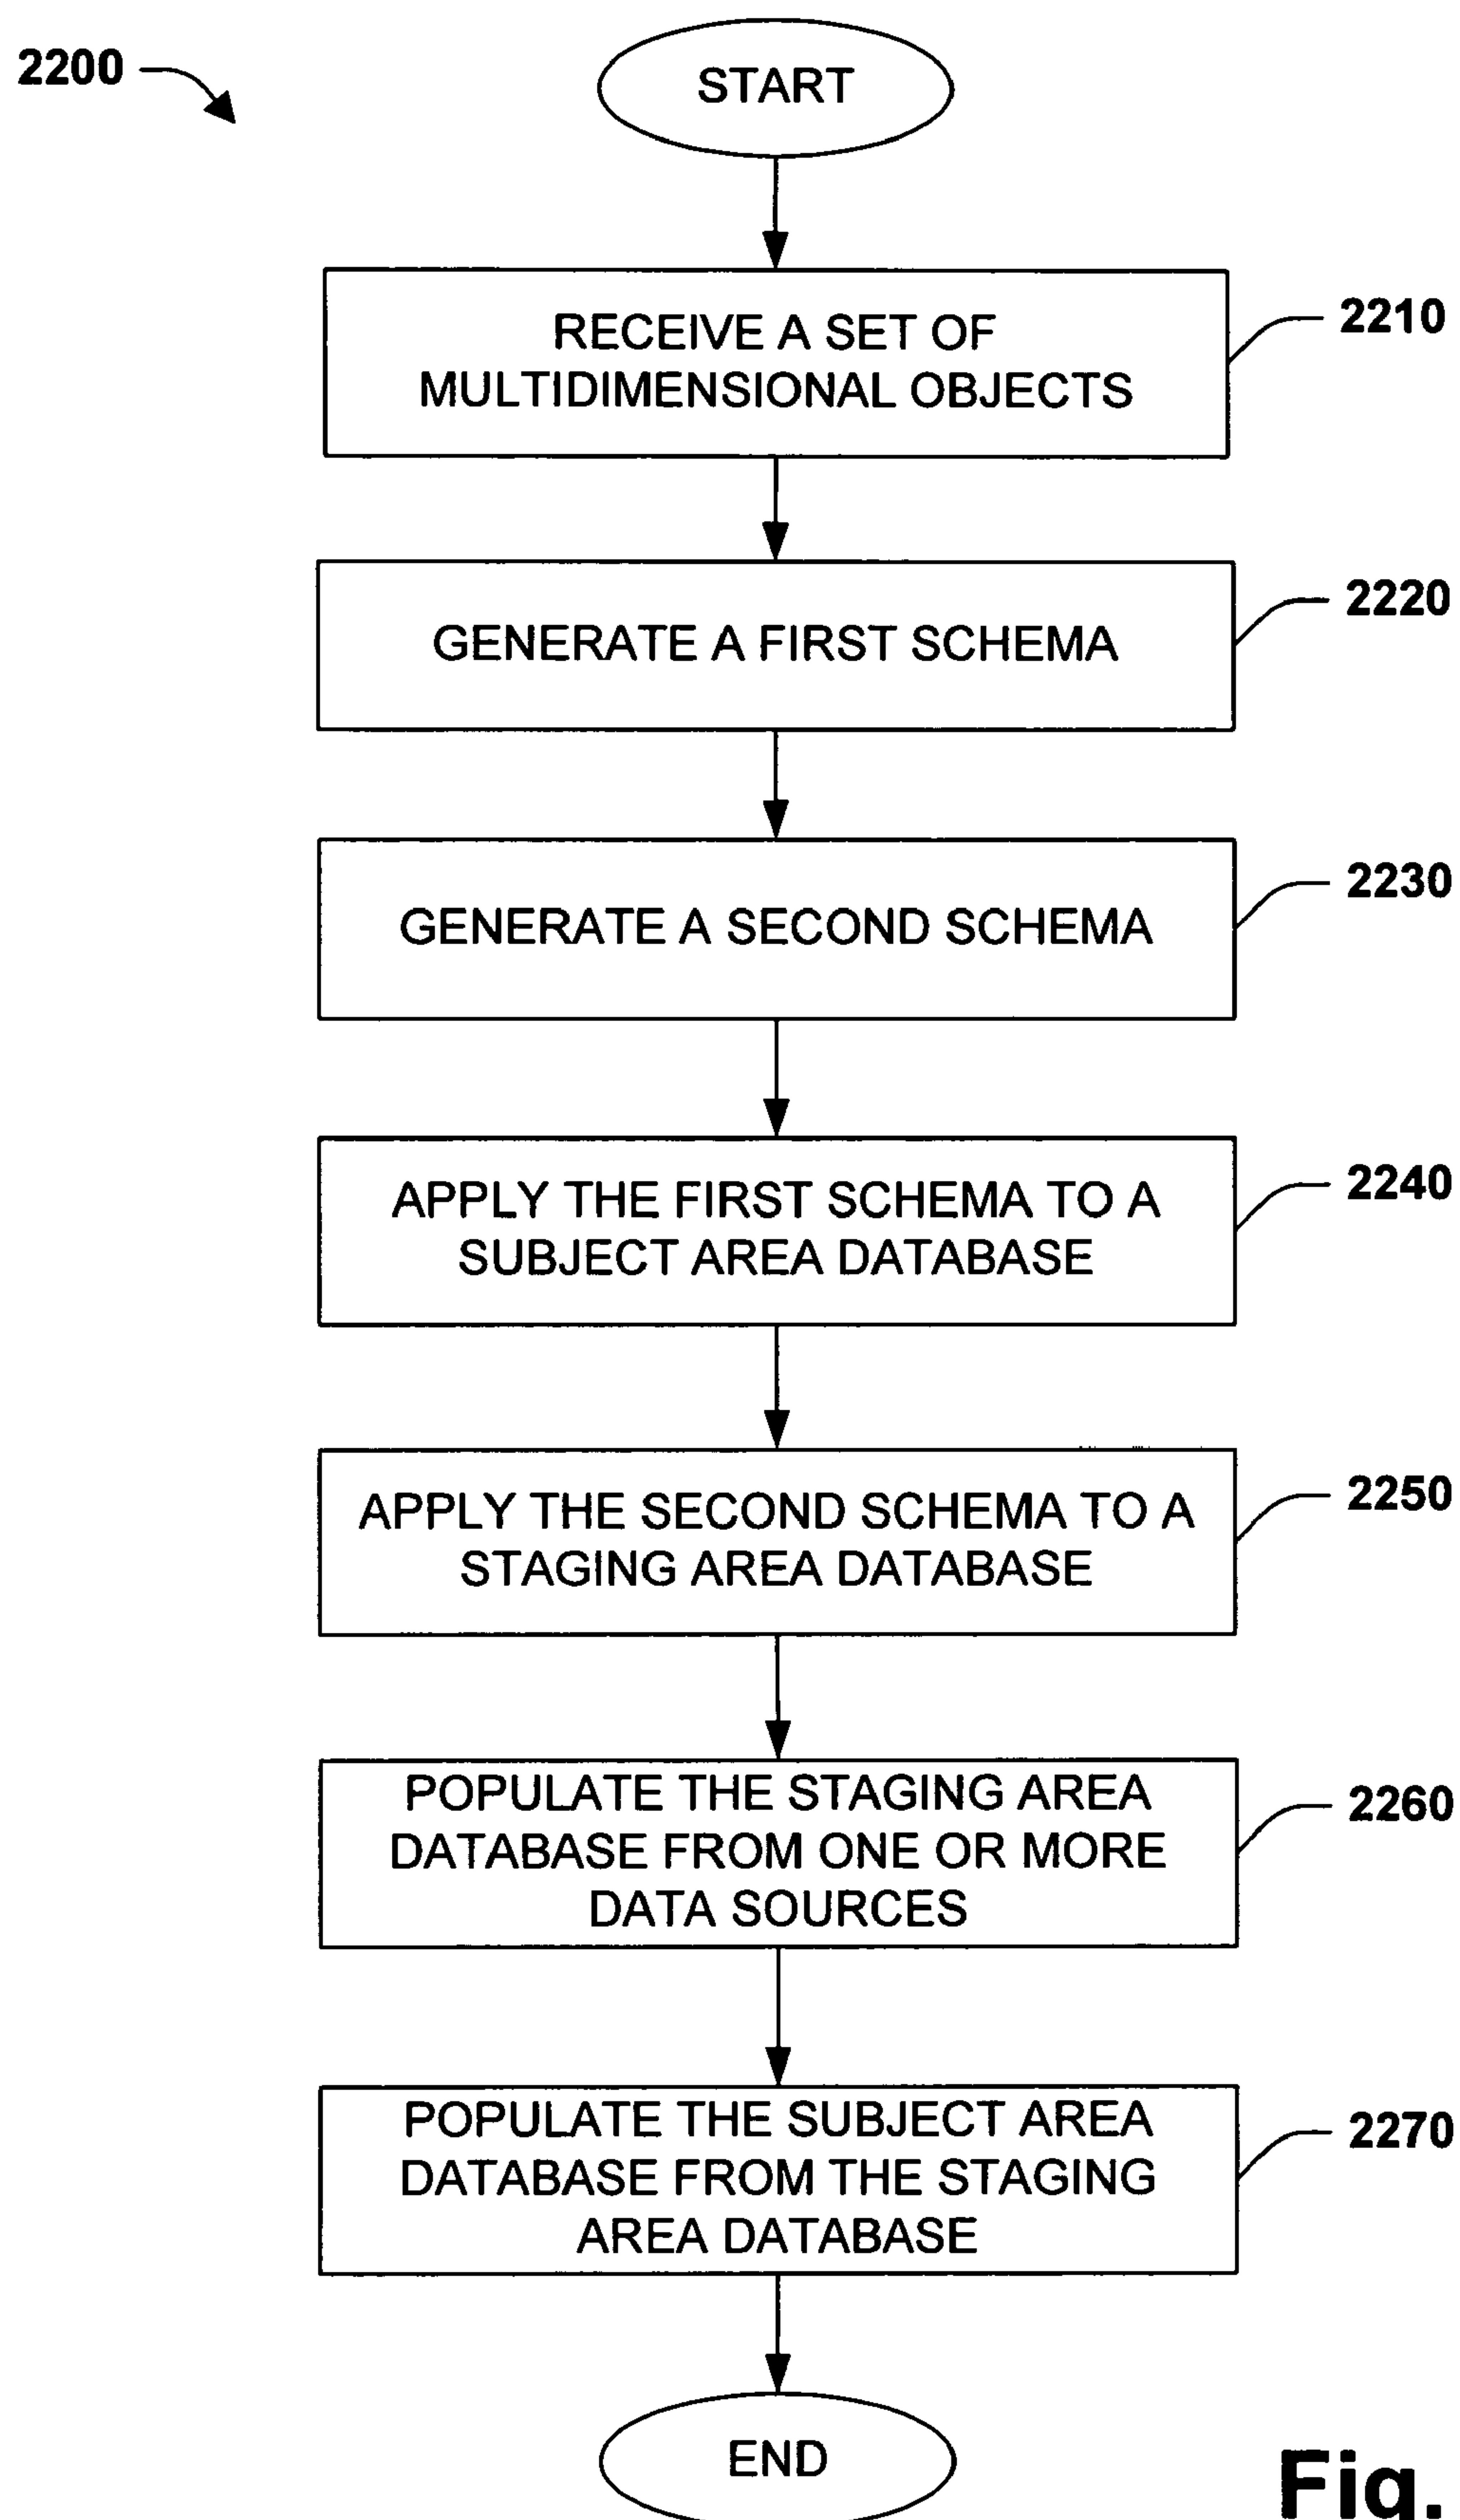 2200
START
RECEIVE A SET OF
MULTIDIMENSIONAL OBJECTS
2210
GENERATE A FIRST SCHEMA
2220
GENERATE A SECOND SCHEMA
2230
APPLY THE FIRST SCHEMA TO A
SUBJECT AREA DATABASE
2240
APPLY THE SECOND SCHEMA TO A
STAGING AREA DATABASE
2250
POPULATE THE STAGING AREA
DATABASE FROM ONE OR MORE
DATA SOURCES
2260
POPULATE THE SUBJECT AREA
DATABASE FROM THE STAGING
AREA DATABASE
2270
END
Fig.